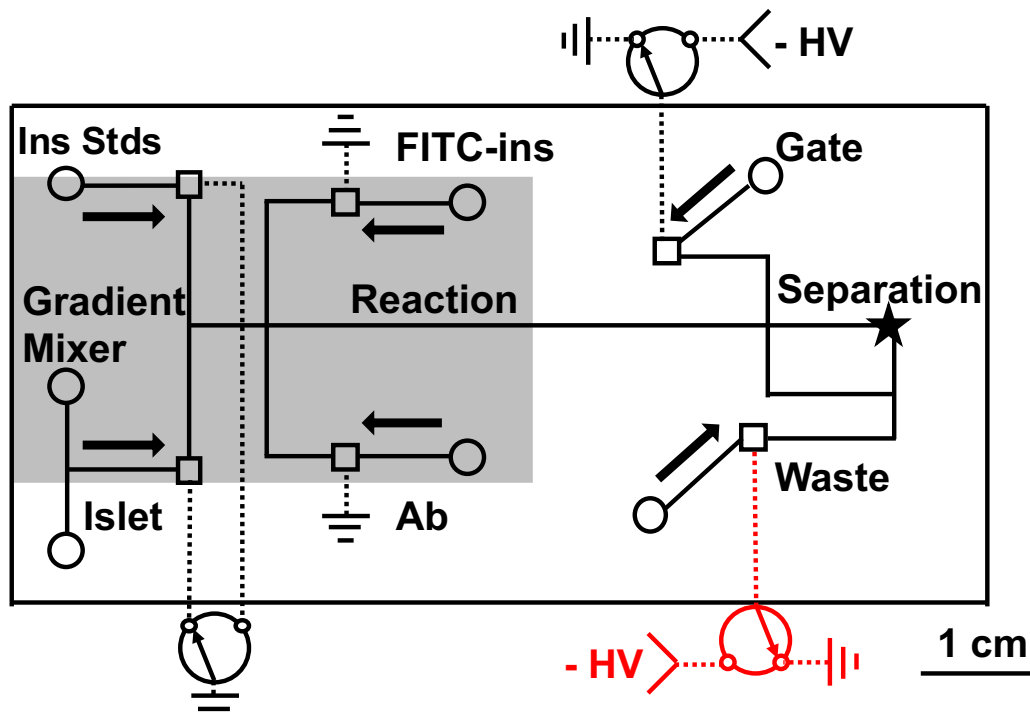 - HV
Ins Stds
FITC-ins
Gate
Gradient
Mixer
Reaction
Separation
Islet
Ab
Waste
- HV
1 cm